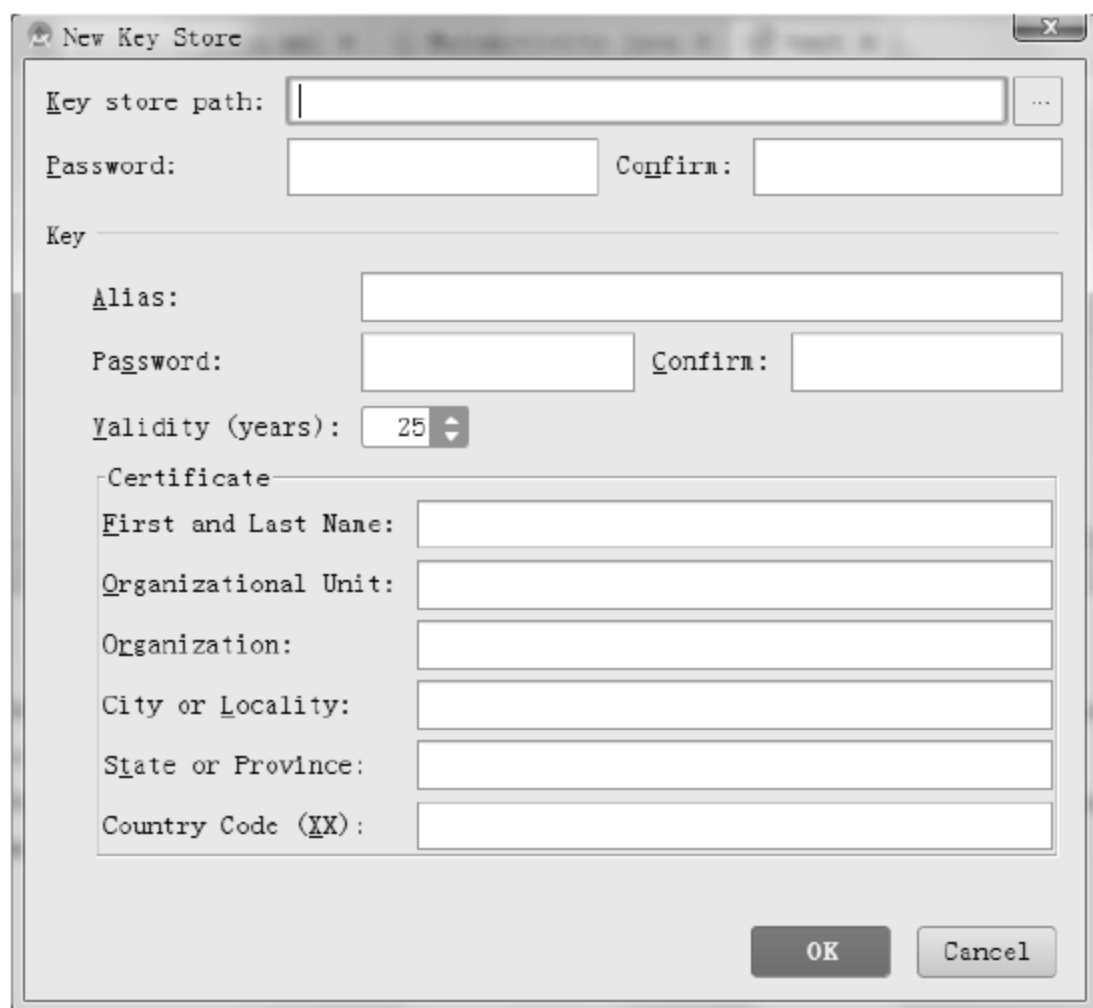 New Key Store
Key store path: ...
Password: Confirm:
Key
Alias:
Password: Confirm:
Validity (years): 25
Certificate
First and Last Name:
Organizational Unit:
Organization:
City or Locality:
State or Province:
Country Code (XX):
OK Cancel